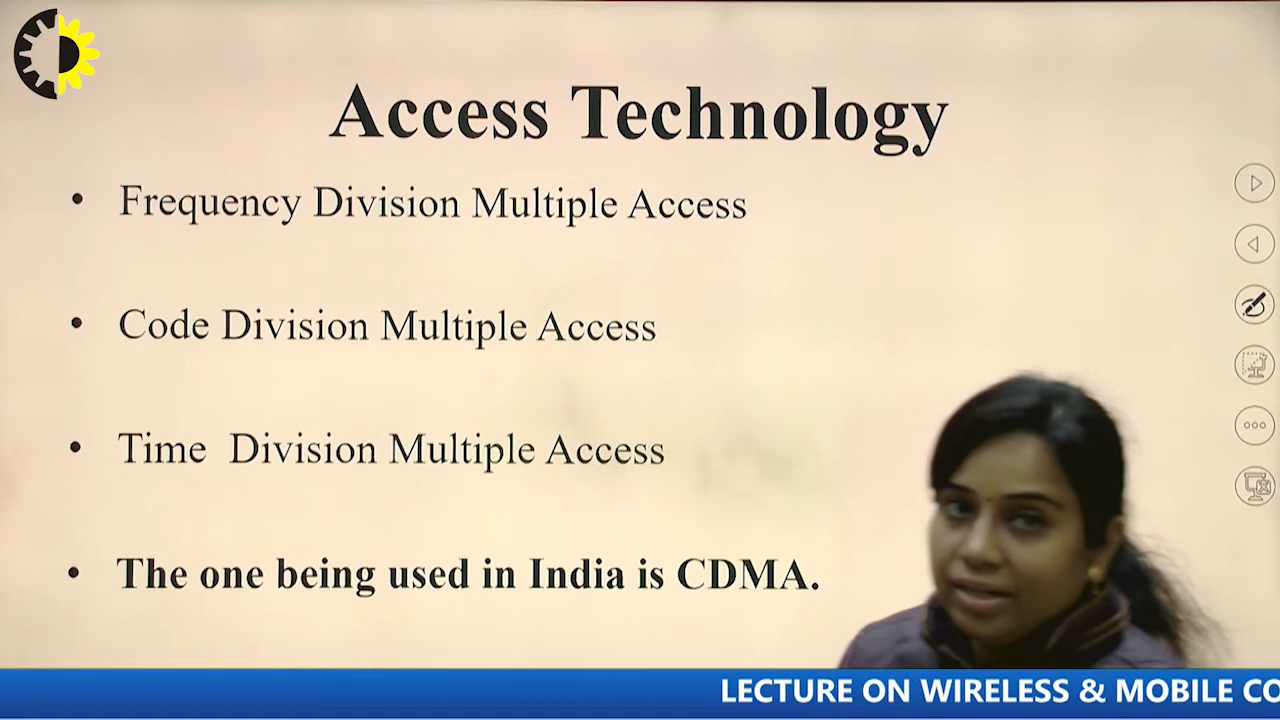 Access Technology
• Frequency Division Multiple Access
• Code Division Multiple Access
• Time Division Multiple Access
• The one being used in India is CDMA.
LECTURE ON WIRELESS & MOBILE CO